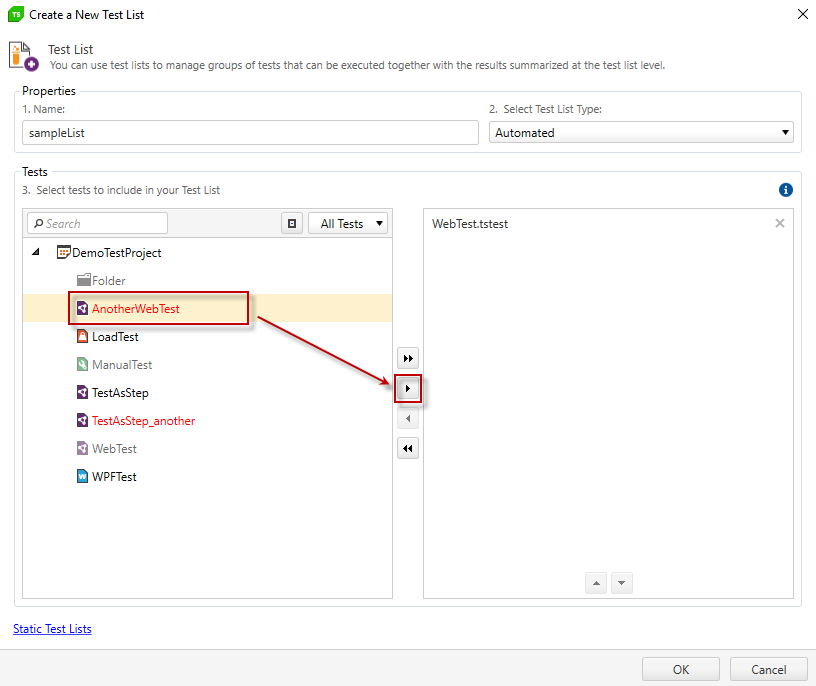 TS Create a New Test List
Test List
You can use test lists to manage groups of tests that can be executed together with the results summarized at the test list level.
Properties
1. Name:
2. Select Test List Type:
sampleList
Automated
Tests
3. Select tests to include in your Test List
Search
All Tests
WebTest.tstest
DemoTestProject
Folder
AnotherWebTest
LoadTest
ManualTest
TestAsStep
TestAsStep_another
WebTest
WPFTest
Static Test Lists
OK
Cancel